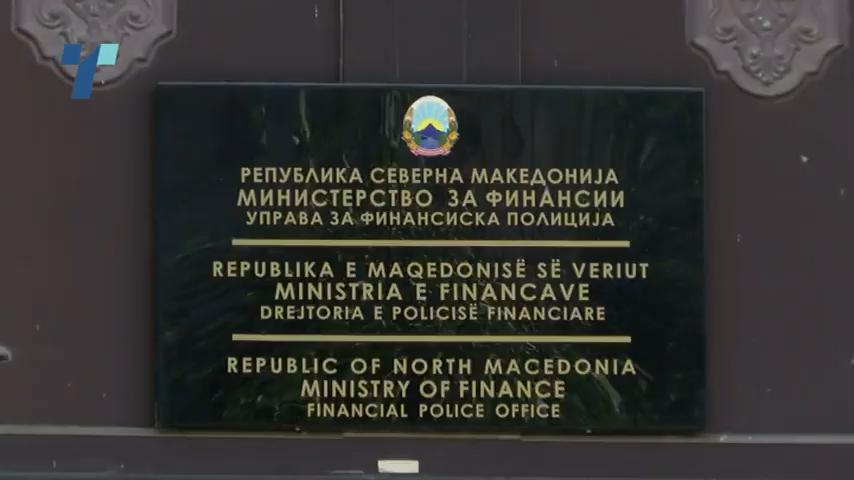 РЕПУБЛИКА СЕВЕРНА МАКЕДОНИЈА
МИНИСТЕРСТВО ЗА ФИНАНСИИ
УПРАВА ЗА ФИНАНСИСКА ПОЛИЦИЈА
REPUBLIKA E MAQEDONISË SË VERIUT
MINISTRIA E FINANCAVE
DREJTORIA E POLICISË FINANCIARE
REPUBLIC OF NORTH MACEDONIA
MINISTRY OF FINANCE
FINANCIAL POLICE OFFICE